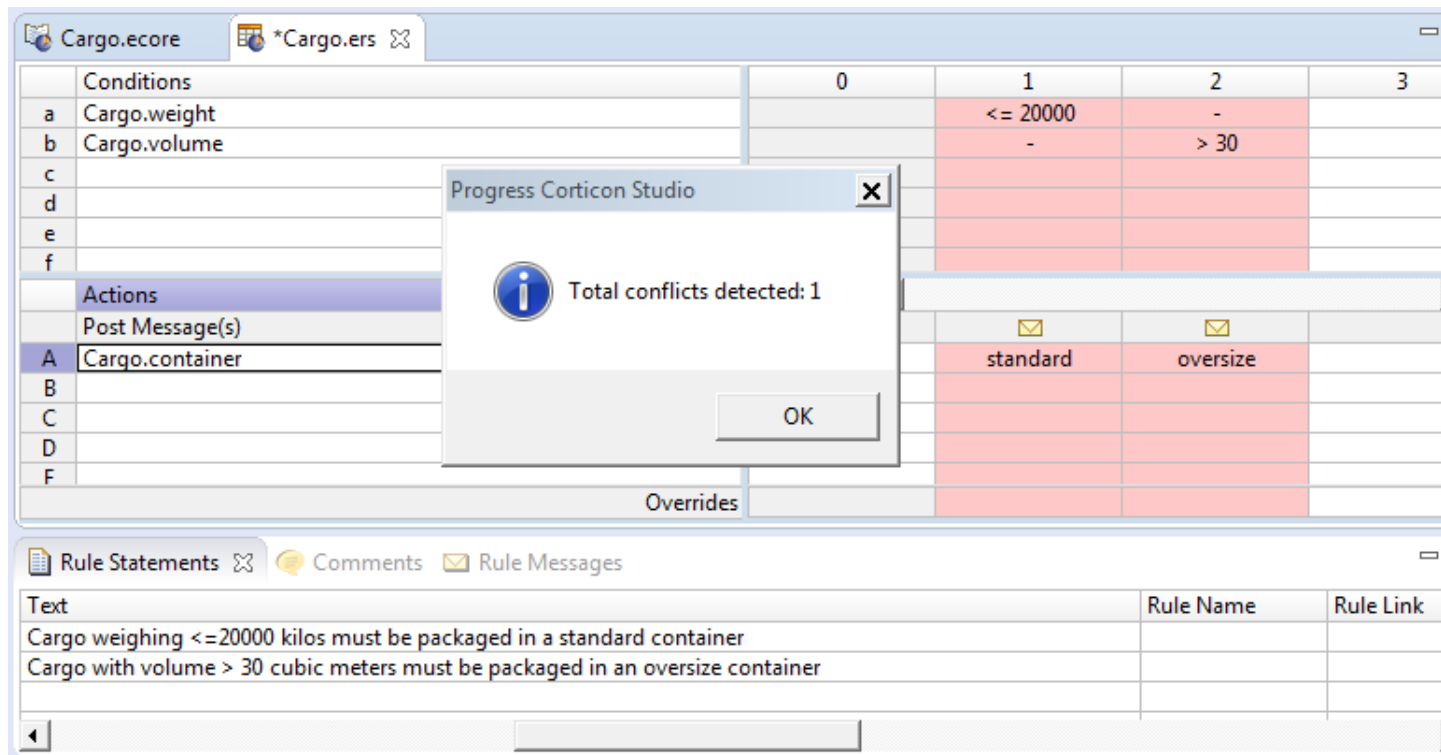 Cargo.ecore *Cargo.ers
Conditions 0 1 2 3
a Cargo.weight <= 20000 -
b Cargo.volume - > 30
c
Progress Corticon Studio
d
e
f
Total conflicts detected: 1
Actions
Post Message(s)
A Cargo.container standard oversize
B
C
OK
D
E
Overrides
Rule Statements Comments Rule Messages
Text Rule Name Rule Link
Cargo weighing <=20000 kilos must be packaged in a standard container
Cargo with volume > 30 cubic meters must be packaged in an oversize container